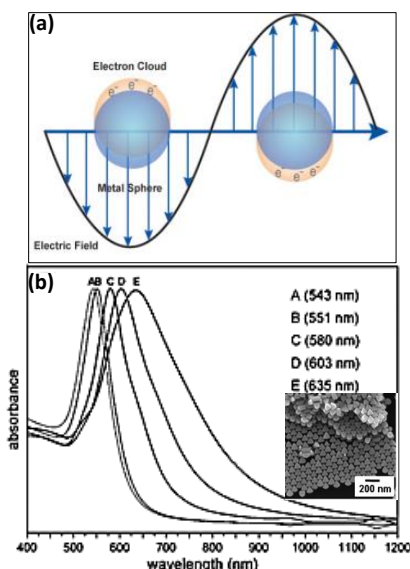 (a)
Electron Cloud
e⁻ e⁻ e⁻
Metal Sphere
e⁻ e⁻ e⁻
Electric Field
(b)
A B C D E
A (543 nm)
B (551 nm)
C (580 nm)
D (603 nm)
E (635 nm)
absorbance
200 nm
400 500 600 700 800 900 1000 1100 1200
wavelength (nm)